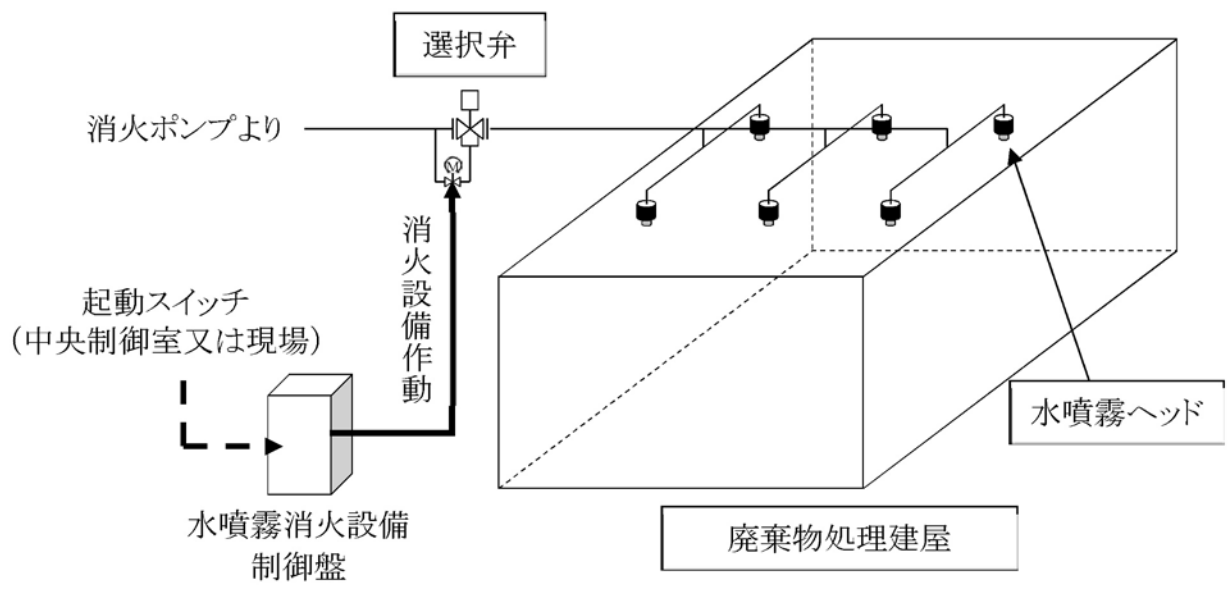 選択弁
消火ポンプより
M
消火設備作動
起動スイッチ
（中央制御室又は現場）
水噴霧ヘッド
水噴霧消火設備
制御盤
廃棄物処理建屋